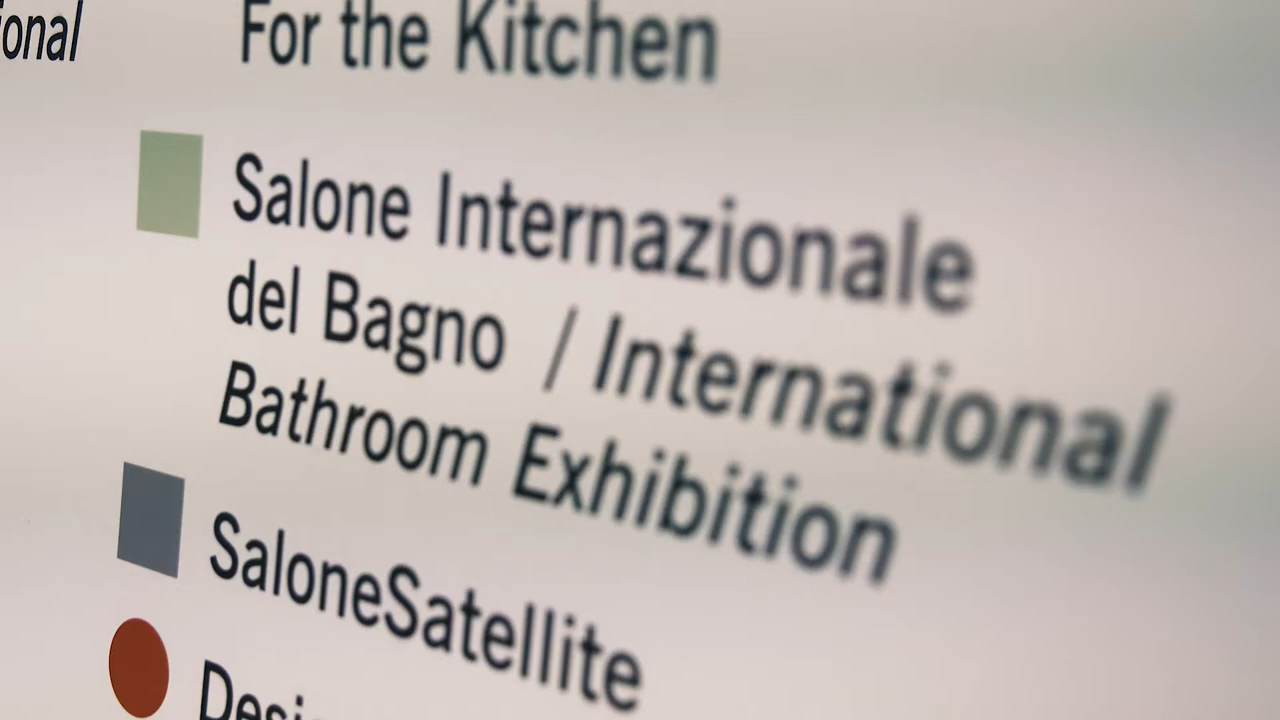 For the Kitchen
Salone Internazionale
del Bagno / International
Bathroom Exhibition
SaloneSatellite